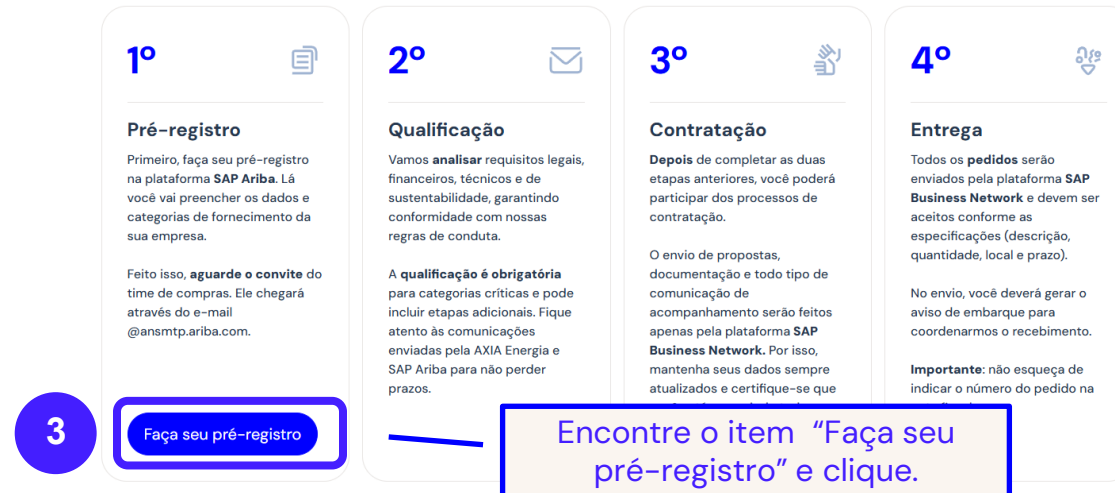 1º
Pré-registro
Primeiro, faça seu pré-registro
na plataforma SAP Ariba. Lá
você vai preencher os dados e
categorias de fornecimento da
sua empresa.
Feito isso, aguarde o convite do
time de compras. Ele chegará
através do e-mail
@ansmtp.ariba.com.
3
Faça seu pré-registro
2º
Qualificação
Vamos analisar requisitos legais,
financeiros, técnicos e de
sustentabilidade, garantindo
conformidade com nossas
regras de conduta.
A qualificação é obrigatória
para categorias críticas e pode
incluir etapas adicionais. Fique
atento às comunicações
enviadas pela AXIA Energia e
SAP Ariba para não perder
prazos.
3º
Contratação
Depois de completar as duas
etapas anteriores, você poderá
participar dos processos de
contratação.
O envio de propostas,
documentação e todo tipo de
comunicação de
acompanhamento serão feitos
apenas pela plataforma SAP
Business Network. Por isso,
mantenha seus dados sempre
atualizados e certifique-se que
4º
Entrega
Todos os pedidos serão
enviados pela plataforma SAP
Business Network e devem ser
aceitos conforme as
especificações (descrição,
quantidade, local e prazo).
No envio, você deverá gerar o
aviso de embarque para
coordenarmos o recebimento.
Importante: não esqueça de
indicar o número do pedido na
Encontre o item “Faça seu
pré-registro” e clique.